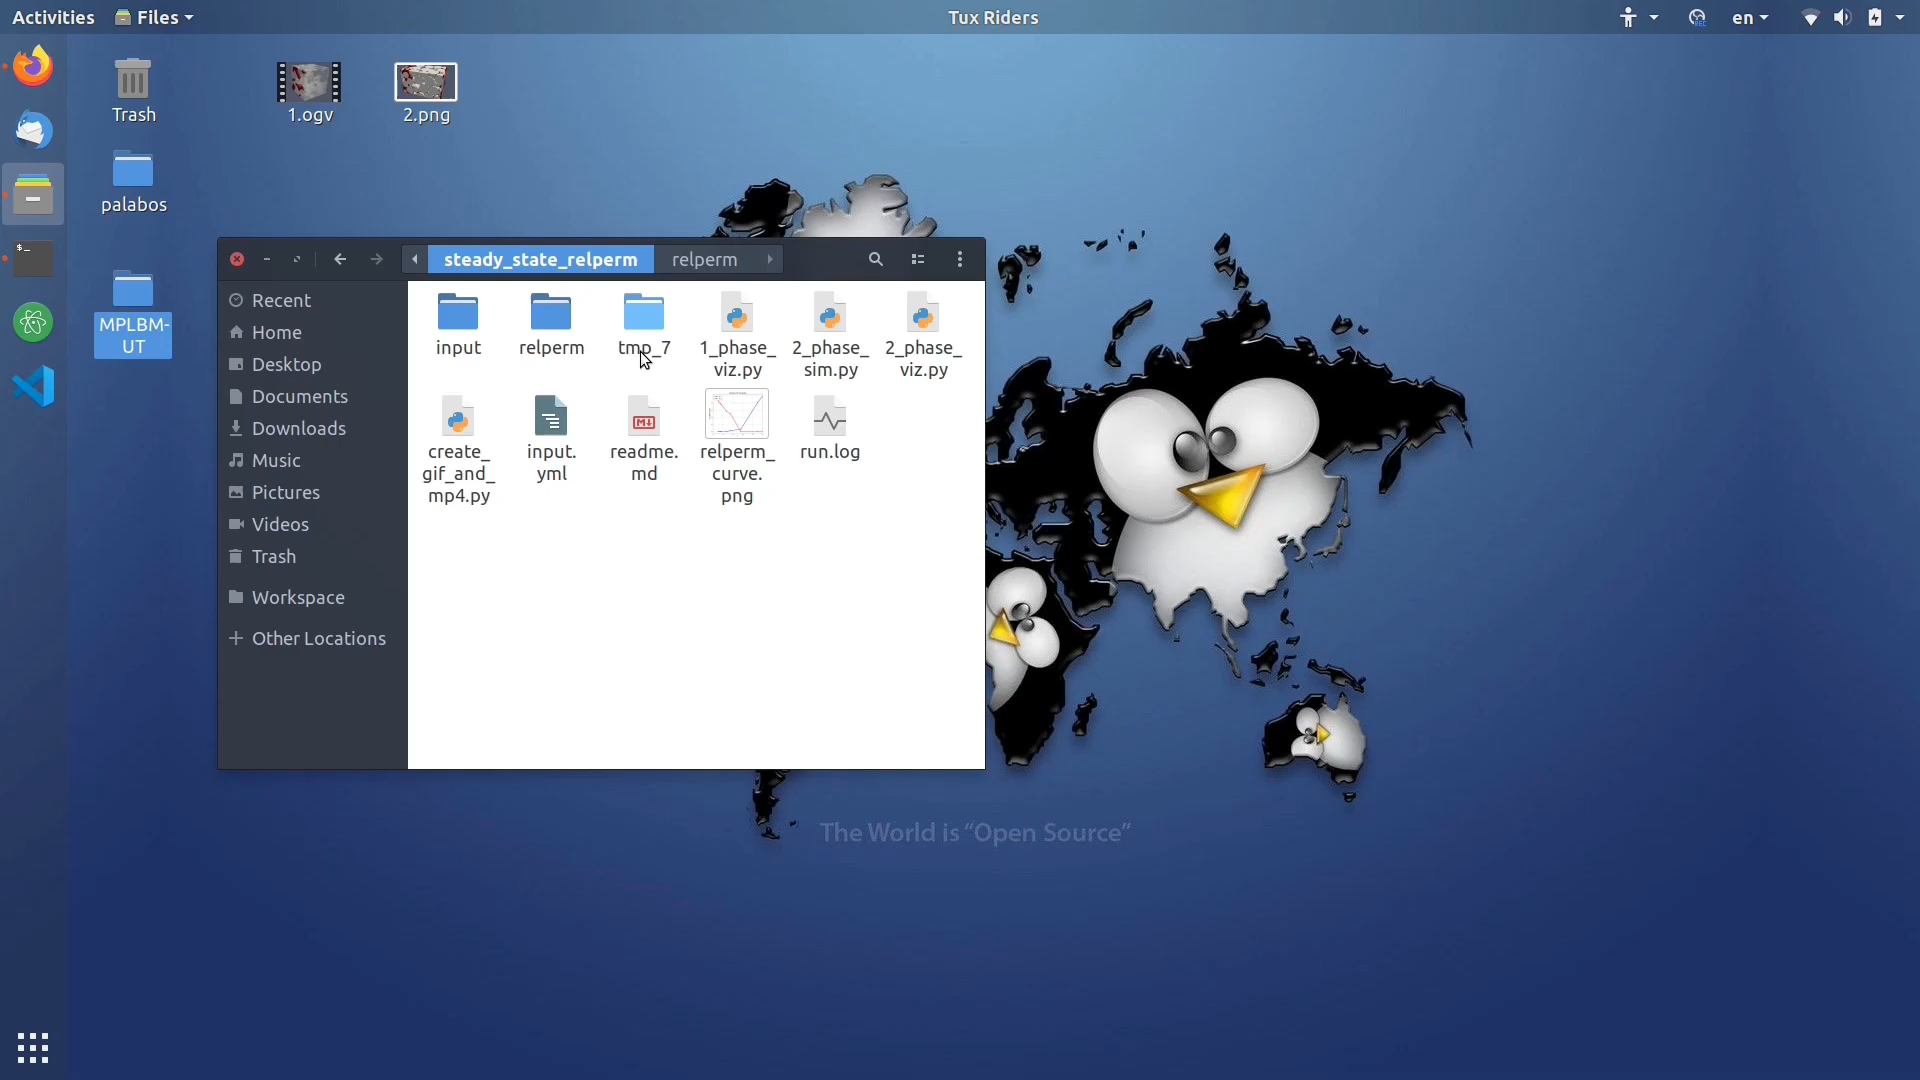 Activities
Files
Tux Riders
en
Trash
1.ogv
2.png
palabos
MPLBM-
UT
steady_state_relperm
relperm
Recent
Home
Desktop
Documents
Downloads
Music
Pictures
Videos
Trash
Workspace
Other Locations
input
relperm
tmp_7
1_phase_
viz.py
2_phase_
sim.py
2_phase_
viz.py
create_
gif_and_
mp4.py
input.
yml
readme.
md
relperm_
curve.
png
run.log
The World is “Open Source”